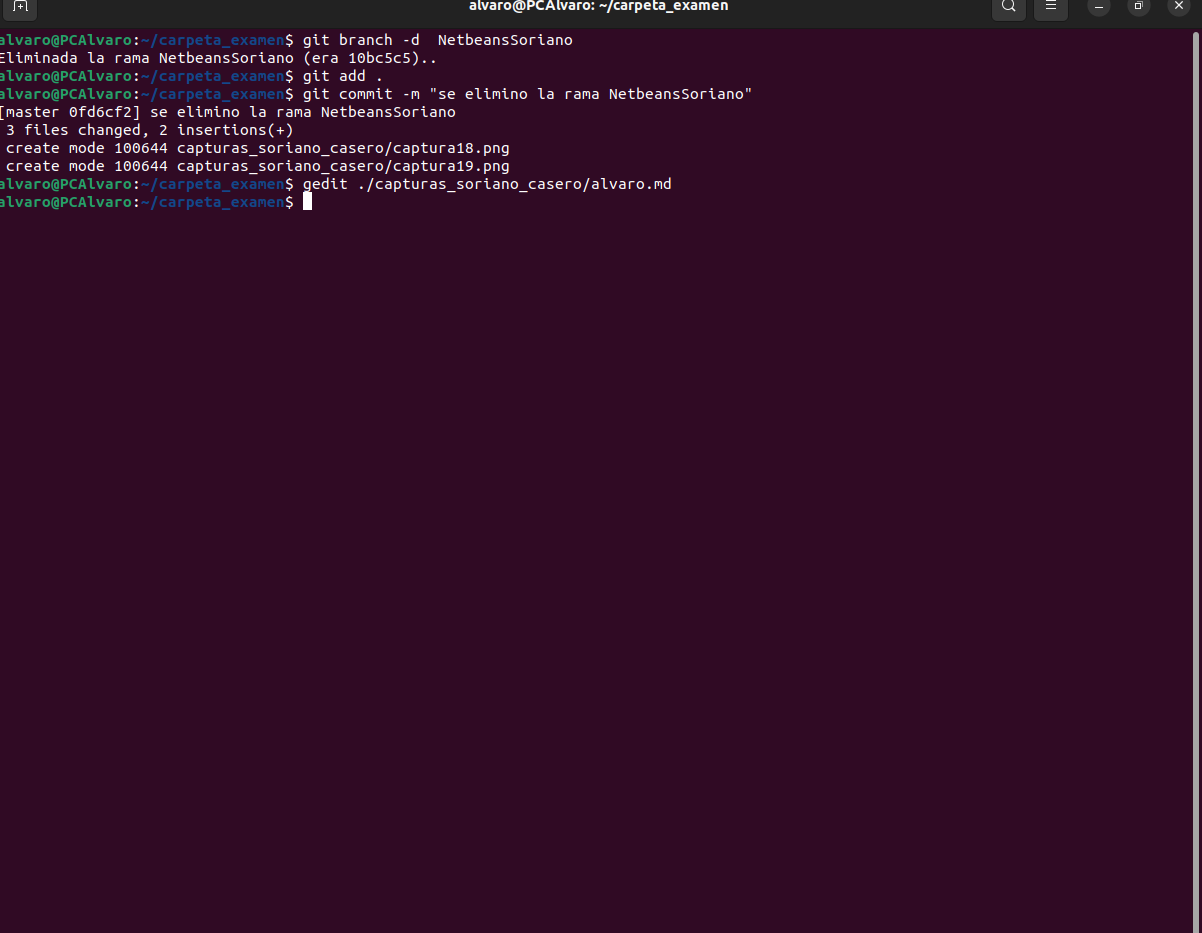 alvaro@PCAlvaro: ~/carpeta_examen
alvaro@PCAlvaro:~/carpeta_examen$ git branch -d  NetbeansSoriano
Eliminada la rama NetbeansSoriano (era 10bc5c5)..
alvaro@PCAlvaro:~/carpeta_examen$ git add .
alvaro@PCAlvaro:~/carpeta_examen$ git commit -m "se elimino la rama NetbeansSoriano"
[master 0fd6cf2] se elimino la rama NetbeansSoriano
 3 files changed, 2 insertions(+)
 create mode 100644 capturas_soriano_casero/captura18.png
 create mode 100644 capturas_soriano_casero/captura19.png
alvaro@PCAlvaro:~/carpeta_examen$ gedit ./capturas_soriano_casero/alvaro.md
alvaro@PCAlvaro:~/carpeta_examen$